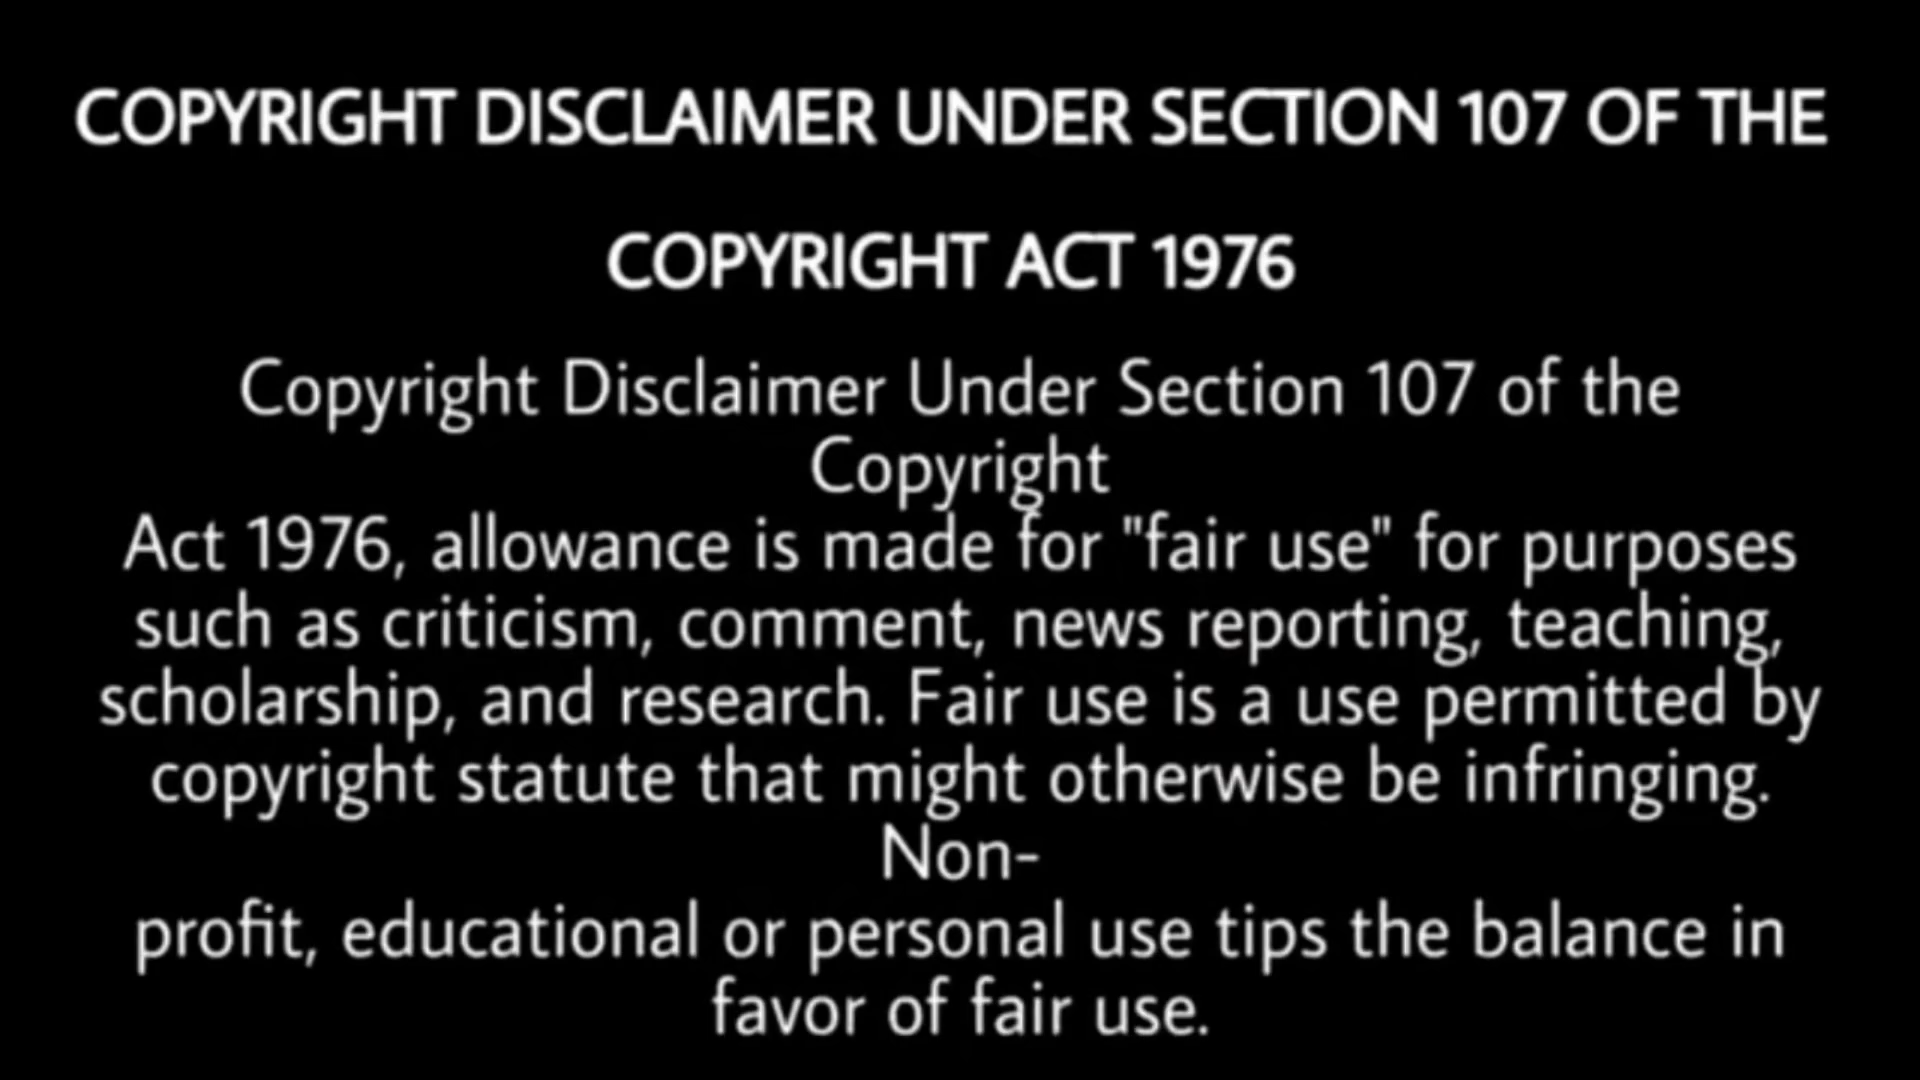 COPYRIGHT DISCLAIMER UNDER SECTION 107 OF THE
COPYRIGHT ACT 1976
Copyright Disclaimer Under Section 107 of the
Copyright
Act 1976, allowance is made for "fair use" for purposes
such as criticism, comment, news reporting, teaching,
scholarship, and research. Fair use is a use permitted by
copyright statute that might otherwise be infringing.
Non-
profit, educational or personal use tips the balance in
favor of fair use.